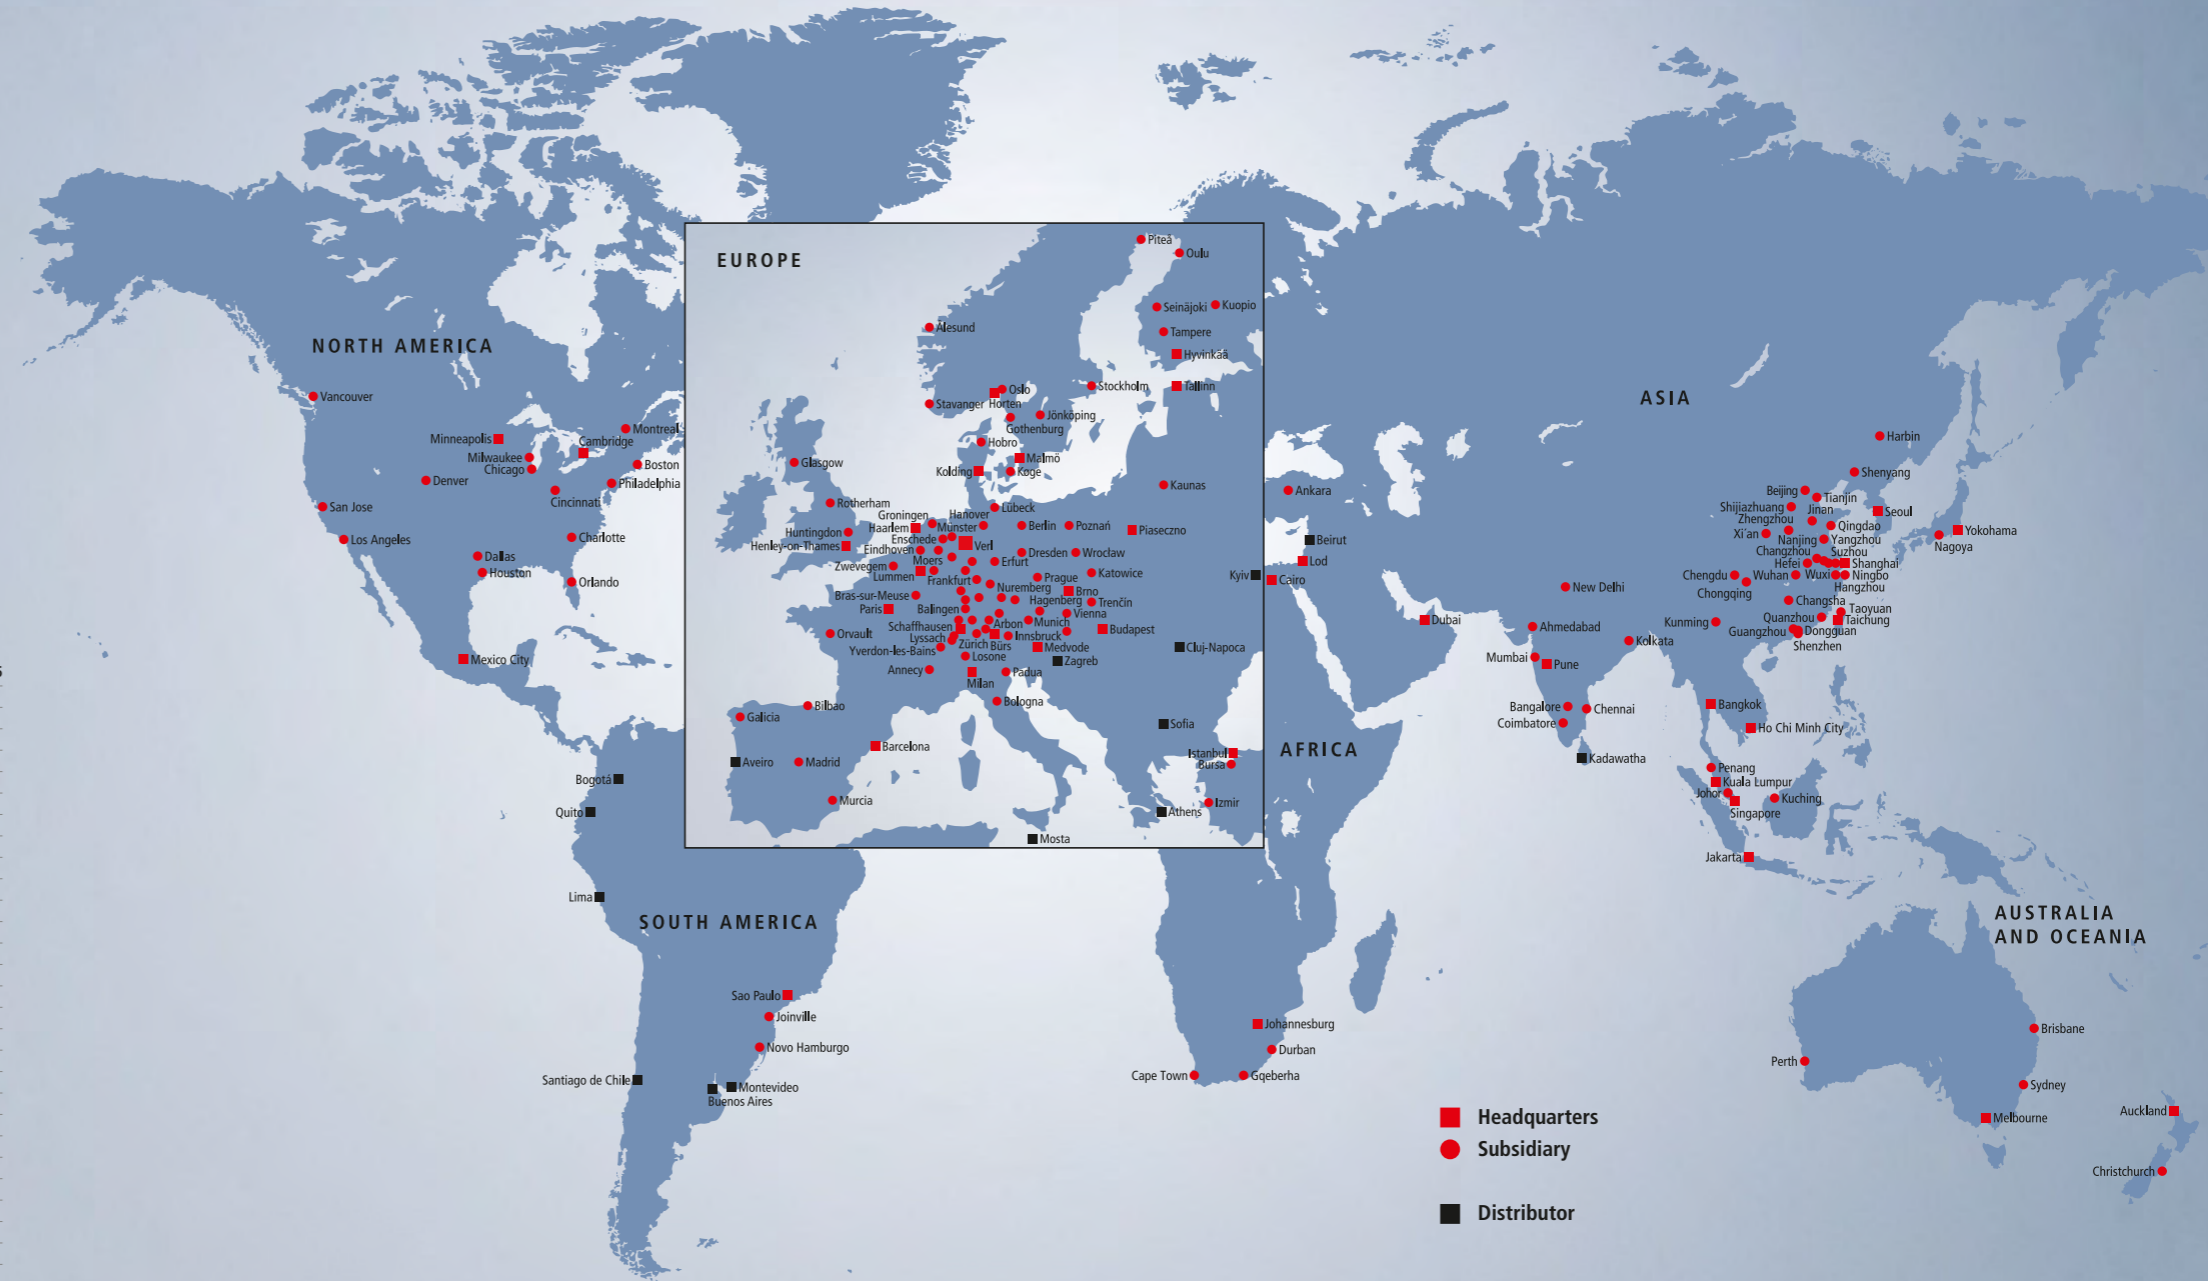 EUROPE
Piteå
Oulu
Seinäjoki
Kuopio
Tampere
Hyvinkää
Ålesund
Oslo
Stockholm
Tallinn
Stavanger
Horten
Jönköping
Gothenburg
Hobro
Malmö
Glasgow
Kolding
Køge
Kaunas
Rotherham
Lübeck
Groningen
Hanover
Haarlem
Münster
Berlin
Poznań
Piaseczno
Huntingdon
Enschede
Verl
Henley-on-Thames
Eindhoven
Dresden
Wrocław
Moers
Erfurt
Zwevegem
Lummen
Frankfurt
Prague
Katowice
Kyiv
Nuremberg
Brno
Bras-sur-Meuse
Hagenberg
Trenčín
Paris
Balingen
Vienna
Schaffhausen
Arbon
Munich
Budapest
Orvault
Lyssach
Innsbruck
Zürich
Bürs
Medvode
Cluj-Napoca
Yverdon-les-Bains
Losone
Zagreb
Annecy
Padua
Milan
Bologna
Bilbao
Galicia
Sofia
Barcelona
Istanbul
Bursa
Aveiro
Madrid
Murcia
Izmir
Athens
Mosta
NORTH AMERICA
Vancouver
Montreal
Minneapolis
Cambridge
Milwaukee
Chicago
Boston
Denver
Philadelphia
Cincinnati
San Jose
Los Angeles
Charlotte
Dallas
Houston
Orlando
Mexico City
SOUTH AMERICA
Bogotá
Quito
Lima
Sao Paulo
Joinville
Novo Hamburgo
Santiago de Chile
Montevideo
Buenos Aires
AFRICA
Cairo
Johannesburg
Durban
Cape Town
Gqeberha
ASIA
Harbin
Shenyang
Ankara
Beijing
Tianjin
Shijiazhuang
Jinan
Seoul
Zhengzhou
Qingdao
Yokohama
Xi´an
Nanjing
Yangzhou
Nagoya
Beirut
Changzhou
Suzhou
Lod
Hefei
Shanghai
Chengdu
Wuhan
Wuxi
Ningbo
New Delhi
Chongqing
Hangzhou
Changsha
Taoyuan
Dubai
Ahmedabad
Kunming
Quanzhou
Taichung
Guangzhou
Dongguan
Kolkata
Shenzhen
Mumbai
Pune
Bangalore
Chennai
Bangkok
Coimbatore
Ho Chi Minh City
Kadawatha
Penang
Kuala Lumpur
Johor
Kuching
Singapore
Jakarta
AUSTRALIA
AND OCEANIA
Brisbane
Perth
Sydney
Melbourne
Auckland
Christchurch
Headquarters
Subsidiary
Distributor